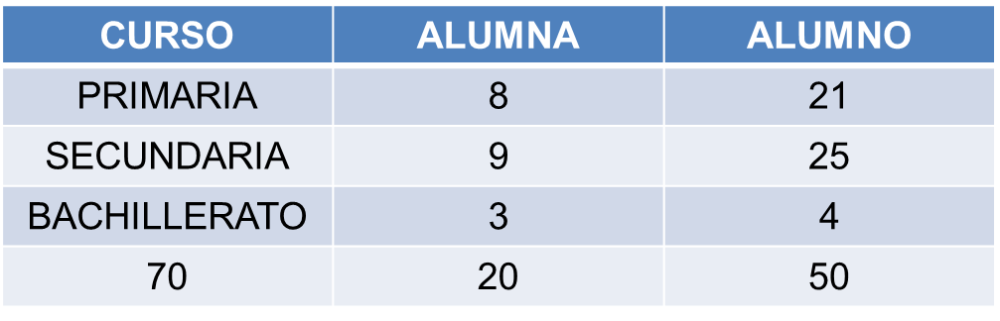 CURSO ALUMNA ALUMNO
PRIMARIA 8 21
SECUNDARIA 9 25
BACHILLERATO 3 4
70 20 50